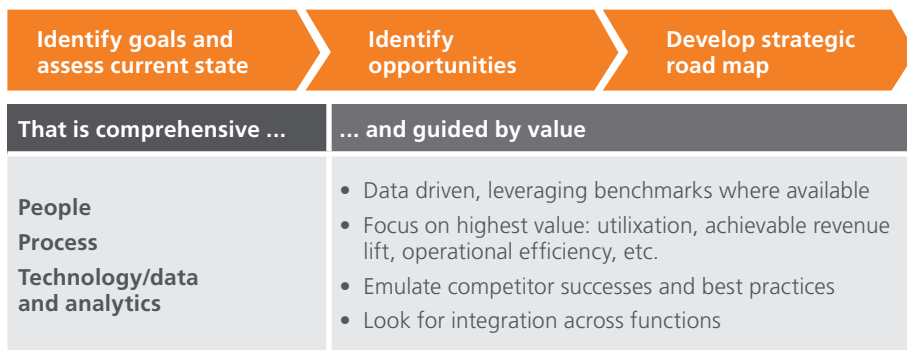 Identify goals and
assess current state
Identify
opportunities
Develop strategic
road map
That is comprehensive ...
... and guided by value
People
Process
Technology/data
and analytics
• Data driven, leveraging benchmarks where available
• Focus on highest value: utilixation, achievable revenue
lift, operational efficiency, etc.
• Emulate competitor successes and best practices
• Look for integration across functions